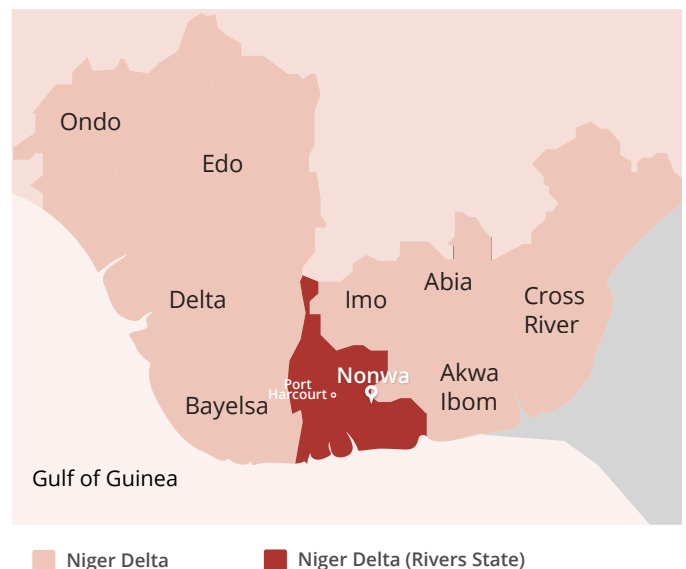 Ondo
Edo
Delta
Imo
Abia
Cross
River
Port
Harcourt
Nonwa
Akwa
Ibom
Bayelsa
Gulf of Guinea
Niger Delta
Niger Delta (Rivers State)